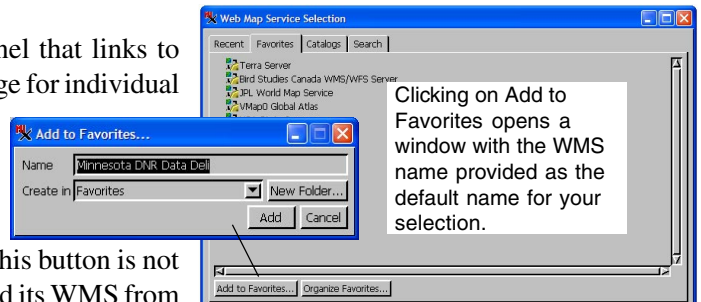 nel that links to
ge for individual
his button is not
d its WMS from
Web Map Service Selection
Recent Favorites Catalogs Search
Terra Server
Bird Studies Canada WMS/WFS Server
JPL World Map Service
VMap0 Global Atlas
Clicking on Add to
Favorites opens a
window with the WMS
name provided as the
default name for your
selection.
Add to Favorites...
Name Minnesota DNR Data Deli
Create in Favorites New Folder...
Add Cancel
Add to Favorites... Organize Favorites...